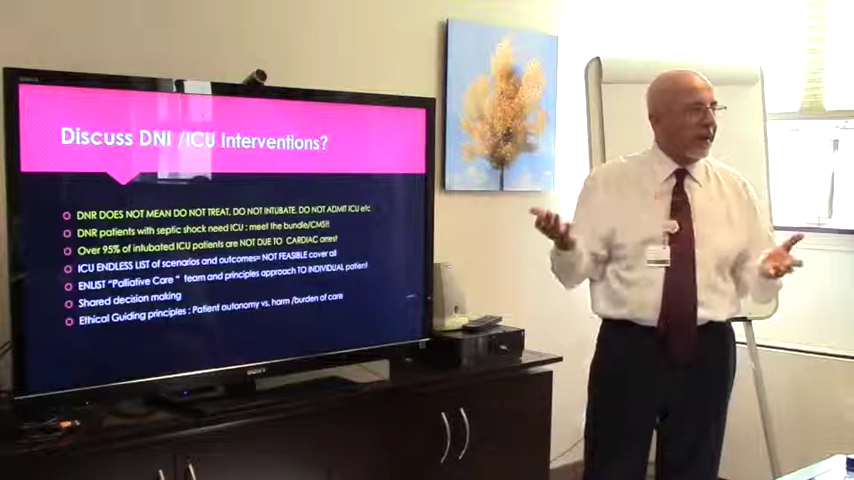 Discuss DNI /ICU Interventions?
DNR DOES NOT MEAN DO NOT TREAT, DO NOT INTUBATE, DO NOT ADMIT ICU etc
DNR patients with septic shock need ICU : meet the bundle/CMS!!
Over 95% of intubated ICU patients are NOT DUE TO CARDIAC arrest
ICU ENDLESS LIST of scenarios and outcomes= NOT FEASIBLE cover all
ENLIST "Palliative Care " team and principles approach to INDIVIDUAL patient
Shared decision making
Ethical Guiding principles : Patient autonomy vs. harm /burden of care
SONY